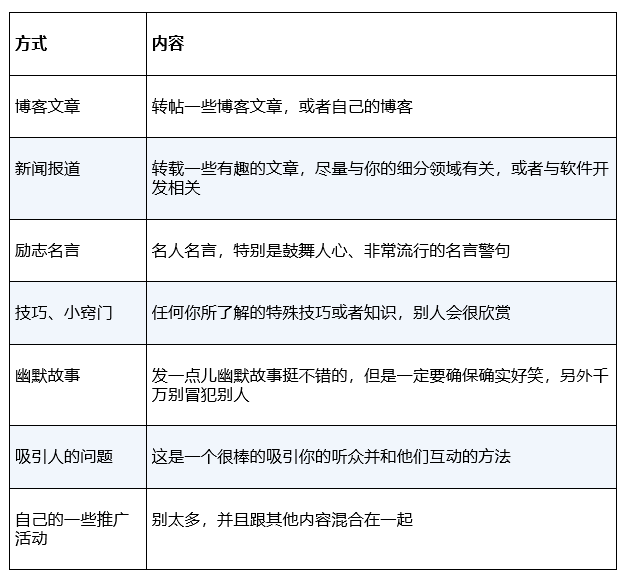 方式
内容
博客文章
转帖一些博客文章，或者自己的博客
新闻报道
转载一些有趣的文章，尽量与你的细分领域有关，或者与软件开
发相关
励志名言
名人名言，特别是鼓舞人心、非常流行的名言警句
技巧、小窍门
任何你所了解的特殊技巧或者知识，别人会很欣赏
幽默故事
发一点儿幽默故事挺不错的，但是一定要确保确实好笑，另外千
万别冒犯别人
吸引人的问题
这是一个很棒的吸引你的听众并和他们互动的方法
自己的一些推广
活动
别太多，并且跟其他内容混合在一起